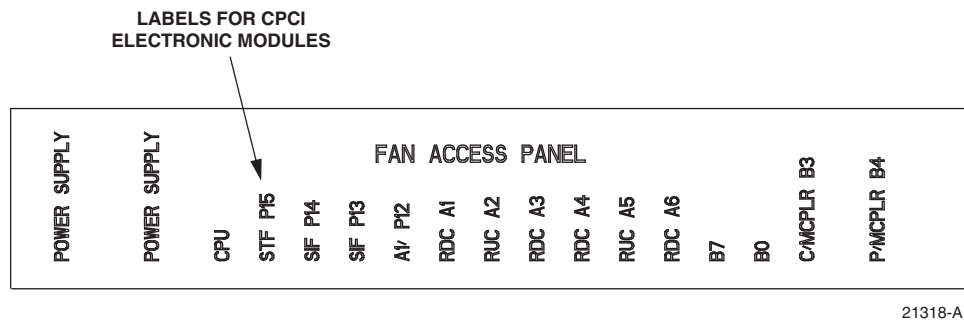 LABELS FOR CPCI
ELECTRONIC MODULES
FAN ACCESS PANEL
POWER SUPPLY
POWER SUPPLY
CPU
STF P15
SIF P14
SIF P13
A1/ P12
RDC A1
RUC A2
RDC A3
RDC A4
RUC A5
RDC A6
B7
B0
C/MCPLR B3
P/MCPLR B4
21318-A